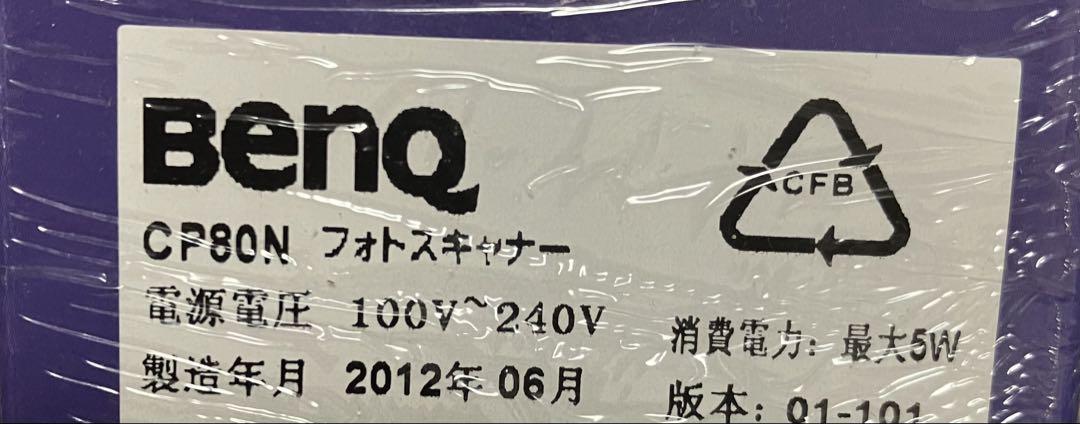 BenQ
CFB
CP80N フォトスキャナー
電源電圧 100V~240V
消費電力: 最大5W
製造年月 2012年 06月
版本: 01-101